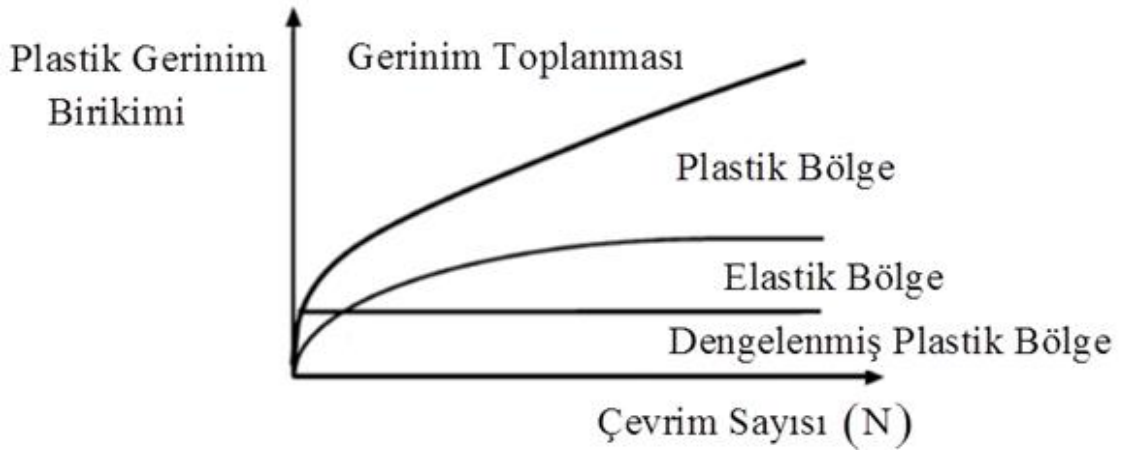 Plastik Gerinim
Birikimi
Gerinim Toplanması
Plastik Bölge
Elastik Bölge
Dengelenmiş Plastik Bölge
Çevrim Sayısı (N)